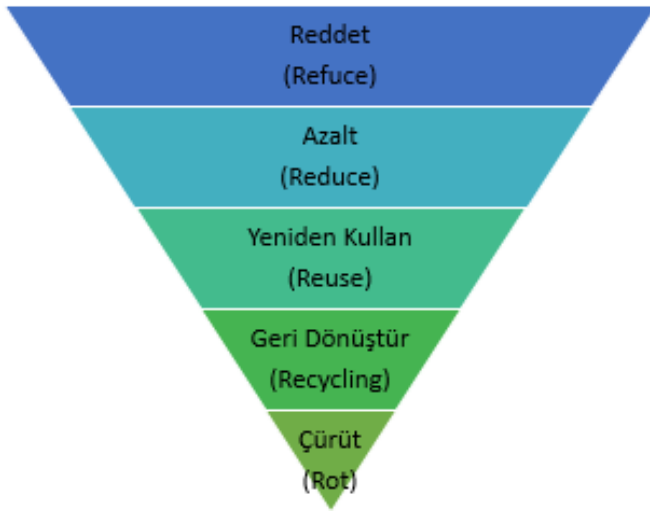 Reddet
(Refuce)
Azalt
(Reduce)
Yeniden Kullan
(Reuse)
Geri Dönüştür
(Recycling)
Çürüt
(Rot)